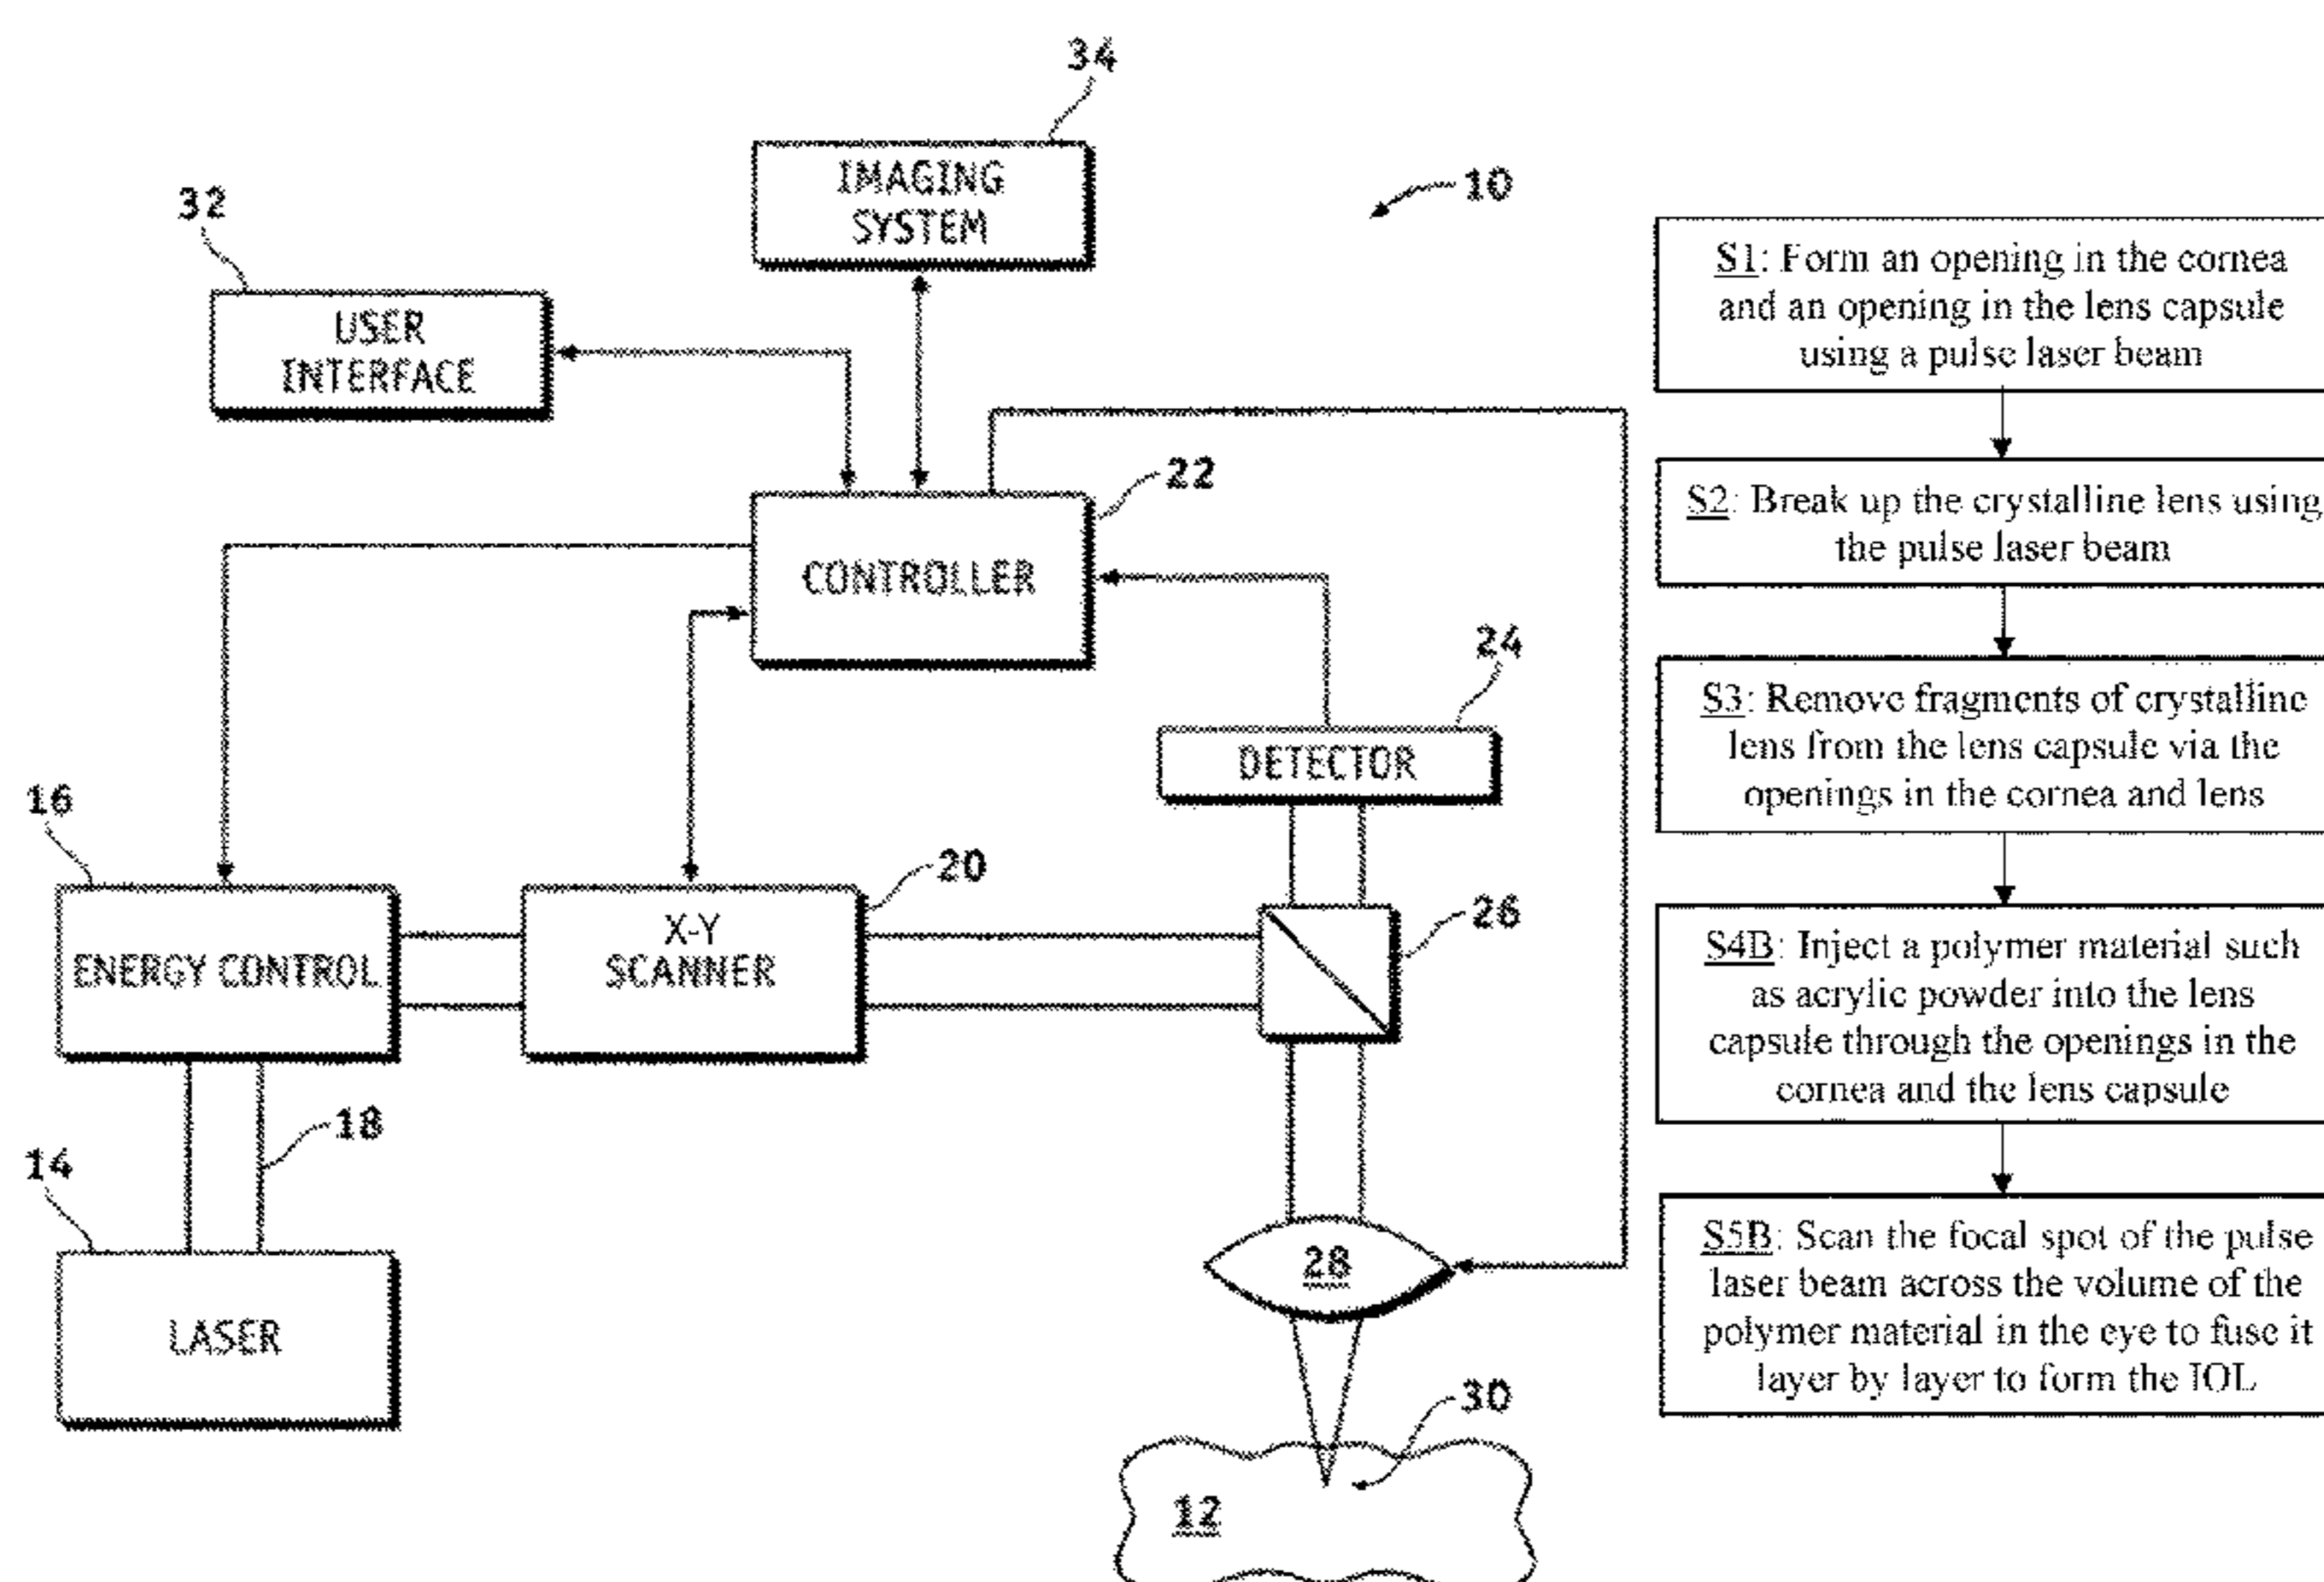 34
IMAGING
SYSTEM
10
32
USER
INTERFACE
22
CONTROLLER
24
DETECTOR
16
ENERGY CONTROL
X-Y
SCANNER
20
26
18
14
LASER
28
30
12
S1: Form an opening in the cornea
and an opening in the lens capsule
using a pulse laser beam
S2: Break up the crystalline lens using
the pulse laser beam
S3: Remove fragments of crystalline
lens from the lens capsule via the
openings in the cornea and lens
S4B: Inject a polymer material such
as acrylic powder into the lens
capsule through the openings in the
cornea and the lens capsule
S5B: Scan the focal spot of the pulse
laser beam across the volume of the
polymer material in the eye to fuse it
layer by layer to form the IOL